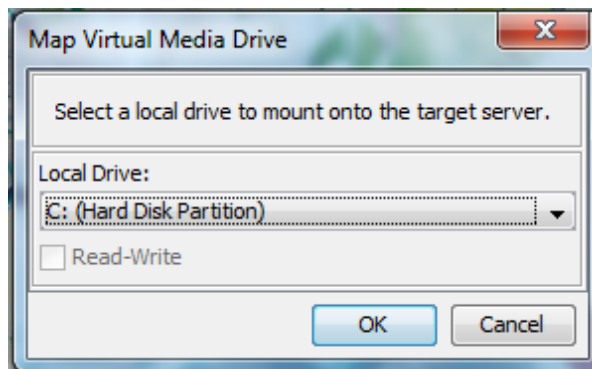 Map Virtual Media Drive
Select a local drive to mount onto the target server.
Local Drive:
C: (Hard Disk Partition)
Read-Write
OK Cancel